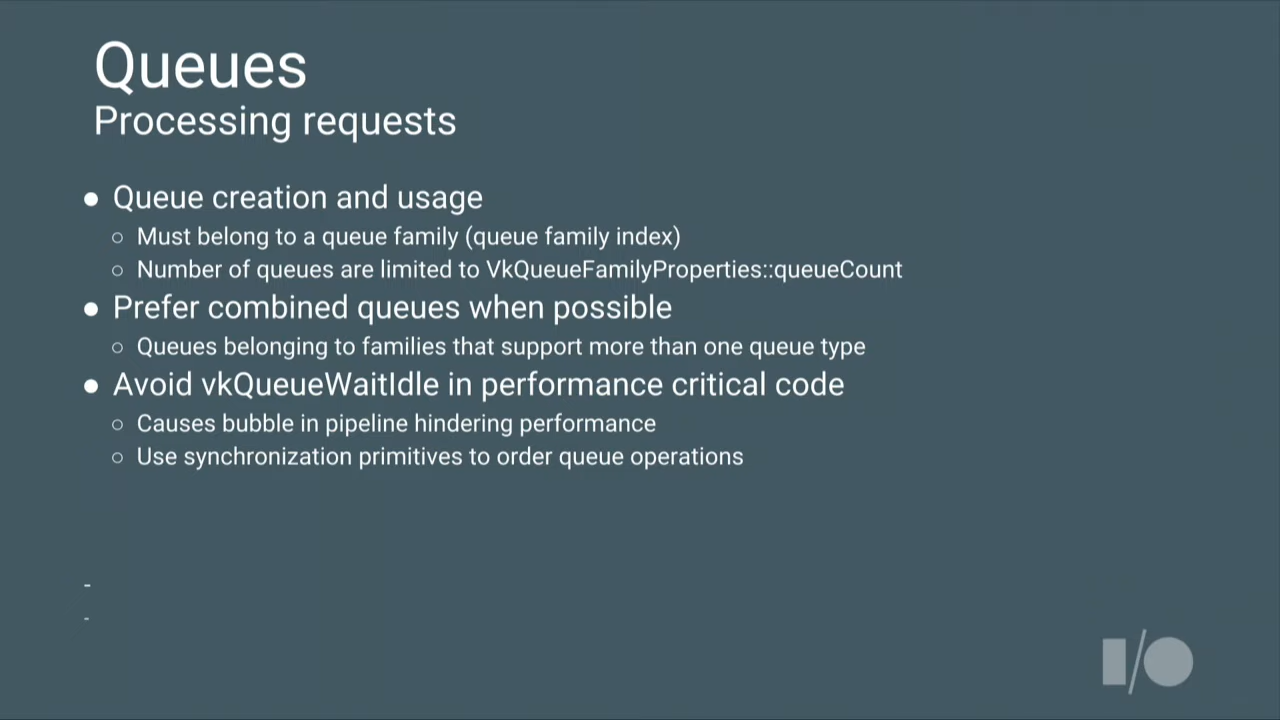 Queues
Processing requests
● Queue creation and usage
○ Must belong to a queue family (queue family index)
○ Number of queues are limited to VkQueueFamilyProperties::queueCount
● Prefer combined queues when possible
○ Queues belonging to families that support more than one queue type
● Avoid vkQueueWaitIdle in performance critical code
○ Causes bubble in pipeline hindering performance
○ Use synchronization primitives to order queue operations
-
-
I/O